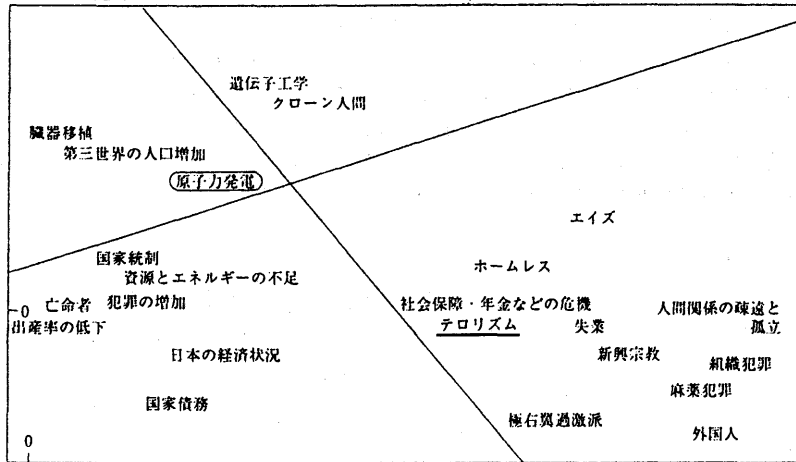 遺伝子工学
クローン人間
臓器移植
第三世界の人口増加
原子力発電
エイズ
国家統制
ホームレス
資源とエネルギーの不足
0
亡命者
犯罪の増加
社会保障・年金などの危機
人間関係の疎遠と
孤立
出産率の低下
テロリズム
失業
日本の経済状況
新興宗教
組織犯罪
麻薬犯罪
国家債務
極右翼過激派
外国人
0